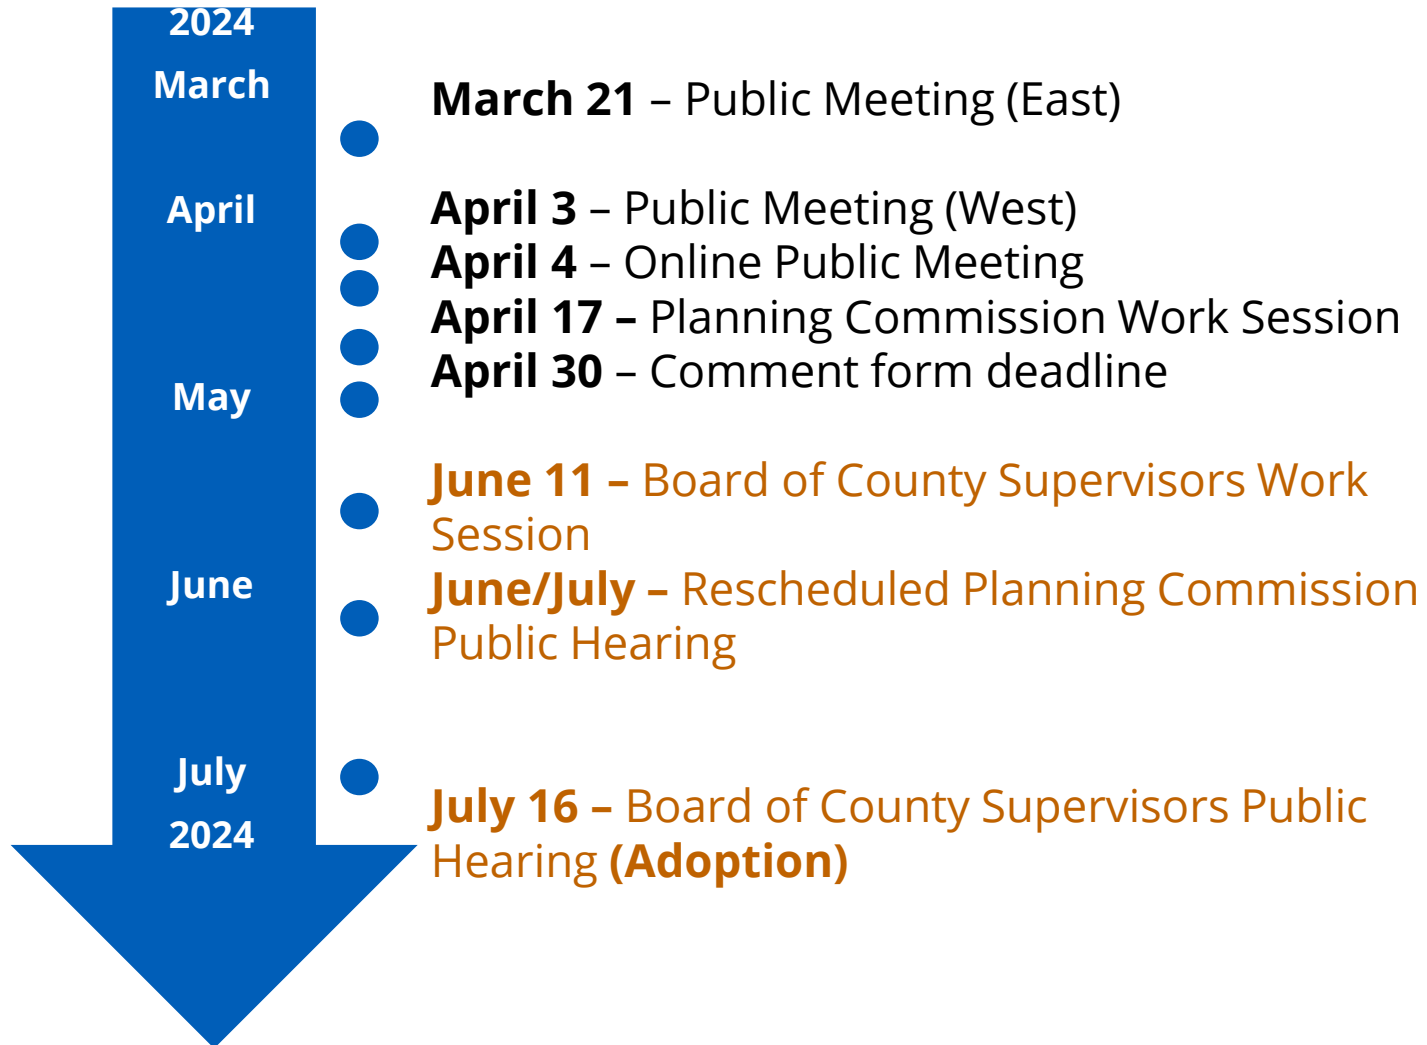 2024
March
March 21 – Public Meeting (East)
April
April 3 – Public Meeting (West)
April 4 – Online Public Meeting
April 17 – Planning Commission Work Session
April 30 – Comment form deadline
May
June 11 – Board of County Supervisors Work
Session
June
June/July – Rescheduled Planning Commission
Public Hearing
July
2024
July 16 – Board of County Supervisors Public
Hearing (Adoption)